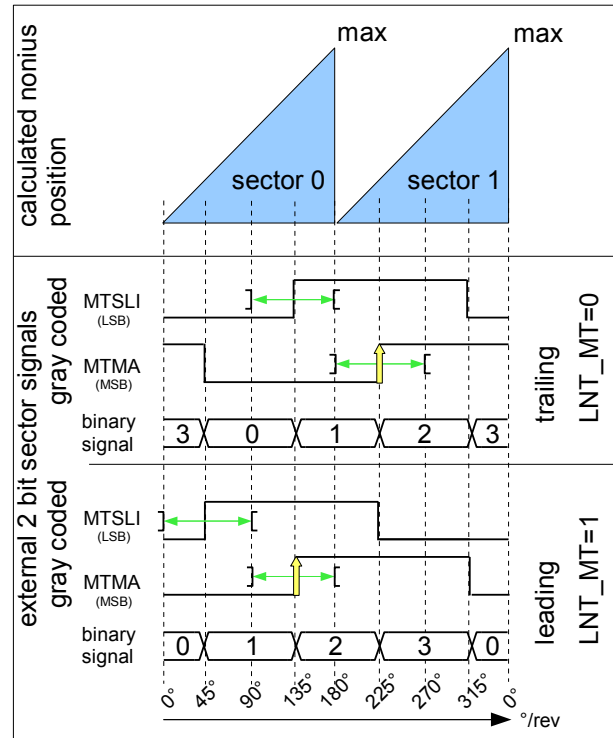 calculated nonius
position
max
max
sector 0
sector 1
external 2 bit sector signals
gray coded
gray coded
MTSLI
(LSB)
MTMA
(MSB)
binary
signal
3
0
1
2
3
trailing
LNT_MT=0
MTSLI
(LSB)
MTMA
(MSB)
binary
signal
0
1
2
3
0
leading
LNT_MT=1
0°
45°
90°
135°
180°
225°
270°
315°
0°
°/rev